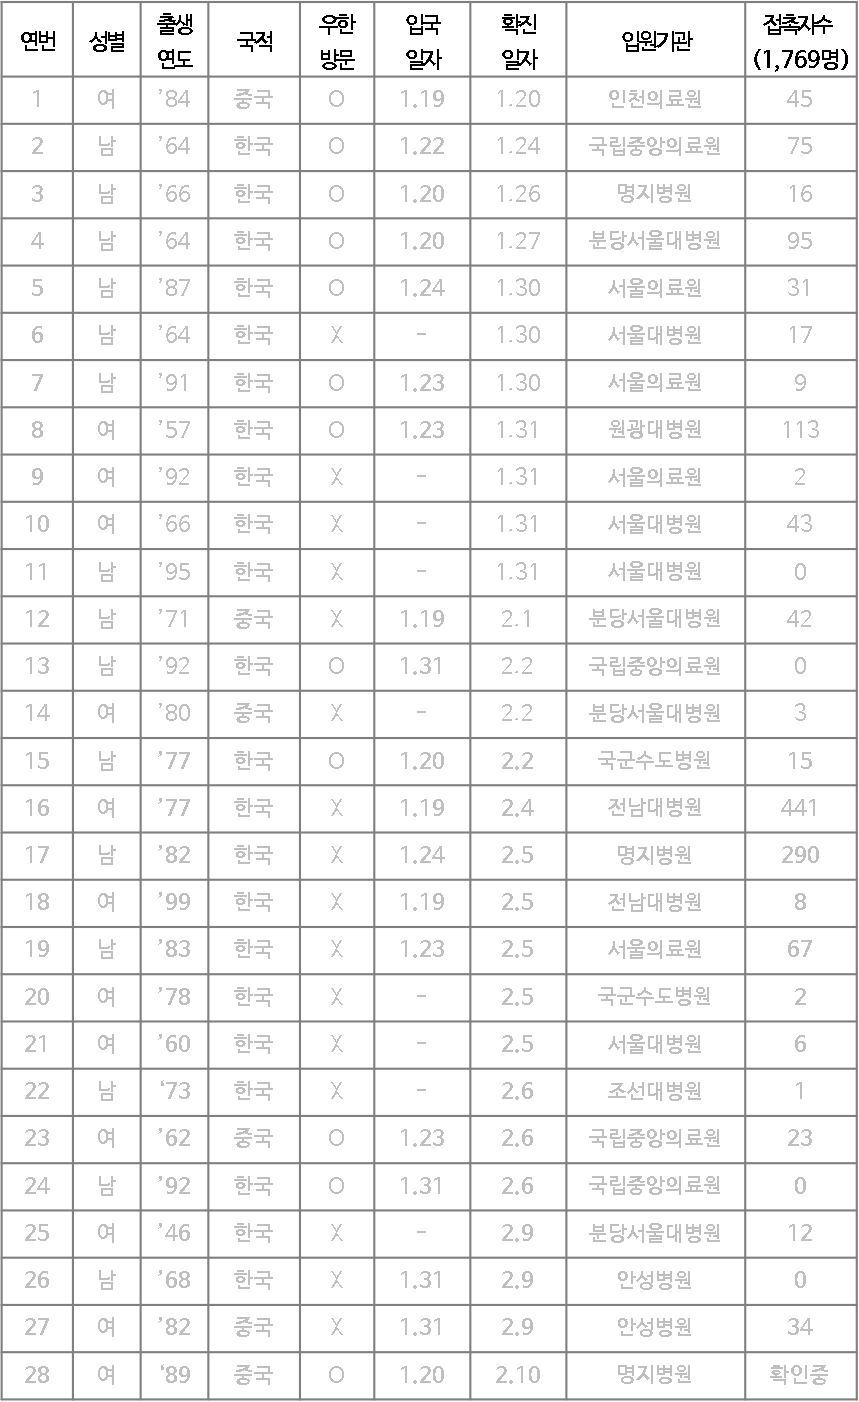 연번 성별 출생연도 국적 우한방문 입국일자 확진일자 입원기관 접촉자수(1,769명)
1 여 ’84 중국 O 1.19 1.20 인천의료원 45
2 남 ’64 한국 O 1.22 1.24 국립중앙의료원 75
3 남 ’66 한국 O 1.20 1.26 명지병원 16
4 남 ’64 한국 O 1.20 1.27 분당서울대병원 95
5 남 ’87 한국 O 1.24 1.30 서울의료원 31
6 남 ’64 한국 X - 1.30 서울대병원 17
7 남 ’91 한국 O 1.23 1.30 서울의료원 9
8 여 ’57 한국 O 1.23 1.31 원광대병원 113
9 여 ’92 한국 X - 1.31 서울의료원 2
10 여 ’66 한국 X - 1.31 서울대병원 43
11 남 ’95 한국 X - 1.31 서울대병원 0
12 남 ’71 중국 X 1.19 2.1 분당서울대병원 42
13 남 ’92 한국 O 1.31 2.2 국립중앙의료원 0
14 여 ’80 중국 X - 2.2 분당서울대병원 3
15 남 ’77 한국 O 1.20 2.2 국군수도병원 15
16 여 ’77 한국 X 1.19 2.4 전남대병원 441
17 남 ’82 한국 X 1.24 2.5 명지병원 290
18 여 ’99 한국 X 1.19 2.5 전남대병원 8
19 남 ’83 한국 X 1.23 2.5 서울의료원 67
20 여 ’78 한국 X - 2.5 국군수도병원 2
21 여 ’60 한국 X - 2.5 서울대병원 6
22 남 ‘73 한국 X - 2.6 조선대병원 1
23 여 ’62 중국 O 1.23 2.6 국립중앙의료원 23
24 남 ’92 한국 O 1.31 2.6 국립중앙의료원 0
25 여 ’46 한국 X - 2.9 분당서울대병원 12
26 남 ’68 한국 X 1.31 2.9 안성병원 0
27 여 ’82 중국 X 1.31 2.9 안성병원 34
28 여 ‘89 중국 O 1.20 2.10 명지병원 확인중